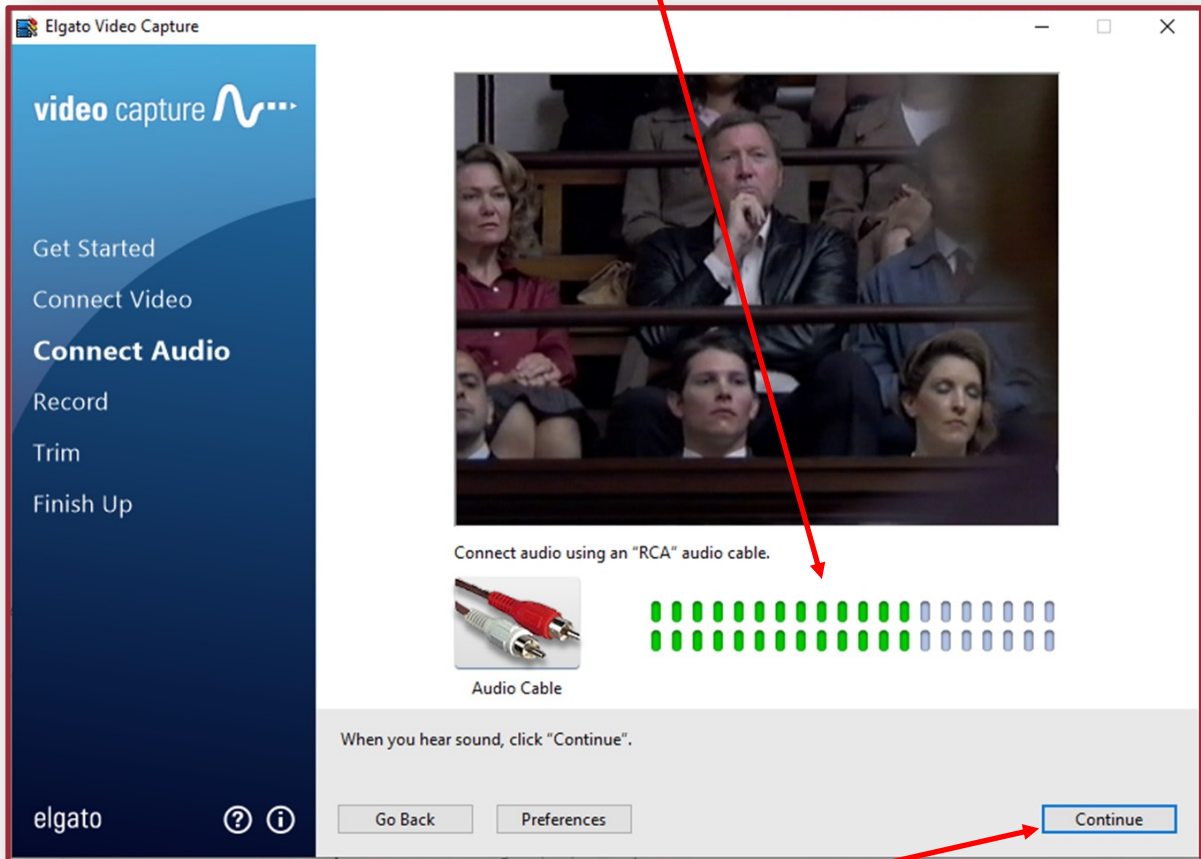 Elgato Video Capture
video capture
Get Started
Connect Video
Connect Audio
Record
Trim
Finish Up
Connect audio using an “RCA” audio cable.
Audio Cable
When you hear sound, click “Continue”.
elgato
Go Back
Preferences
Continue